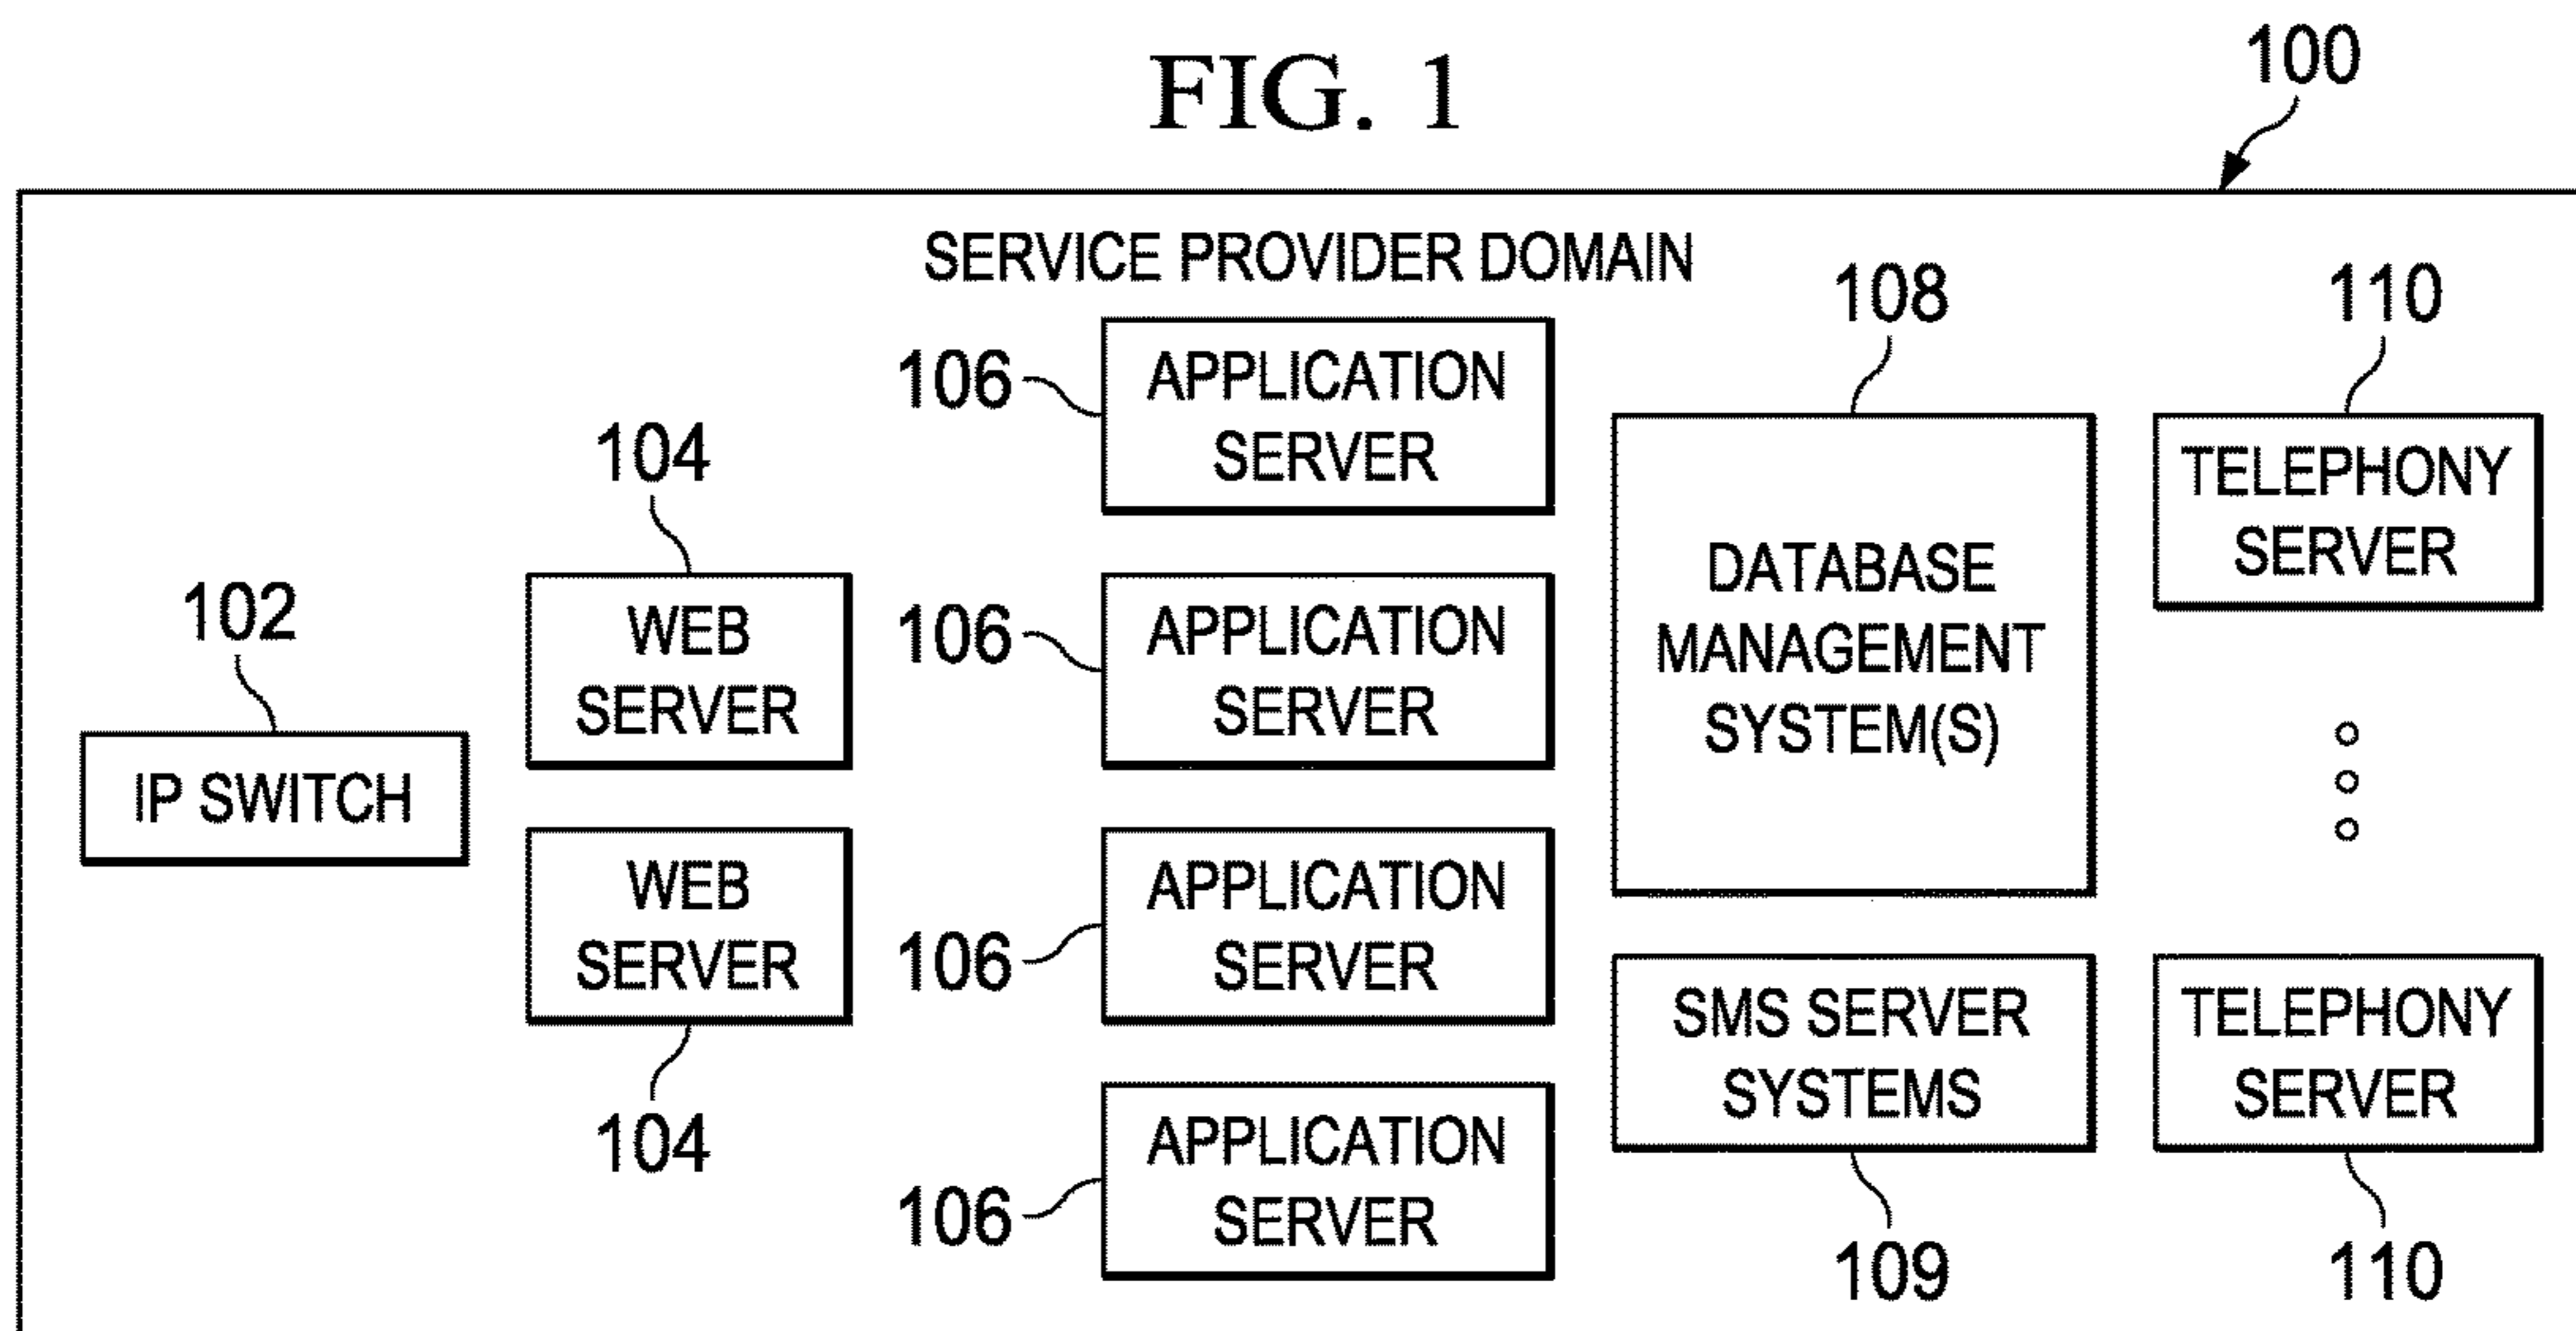 FIG. 1
100
SERVICE PROVIDER DOMAIN
102
IP SWITCH
104
WEB
SERVER
WEB
SERVER
104
106
APPLICATION
SERVER
106
APPLICATION
SERVER
106
APPLICATION
SERVER
106
APPLICATION
SERVER
108
DATABASE
MANAGEMENT
SYSTEM(S)
SMS SERVER
SYSTEMS
109
110
TELEPHONY
SERVER
TELEPHONY
SERVER
110